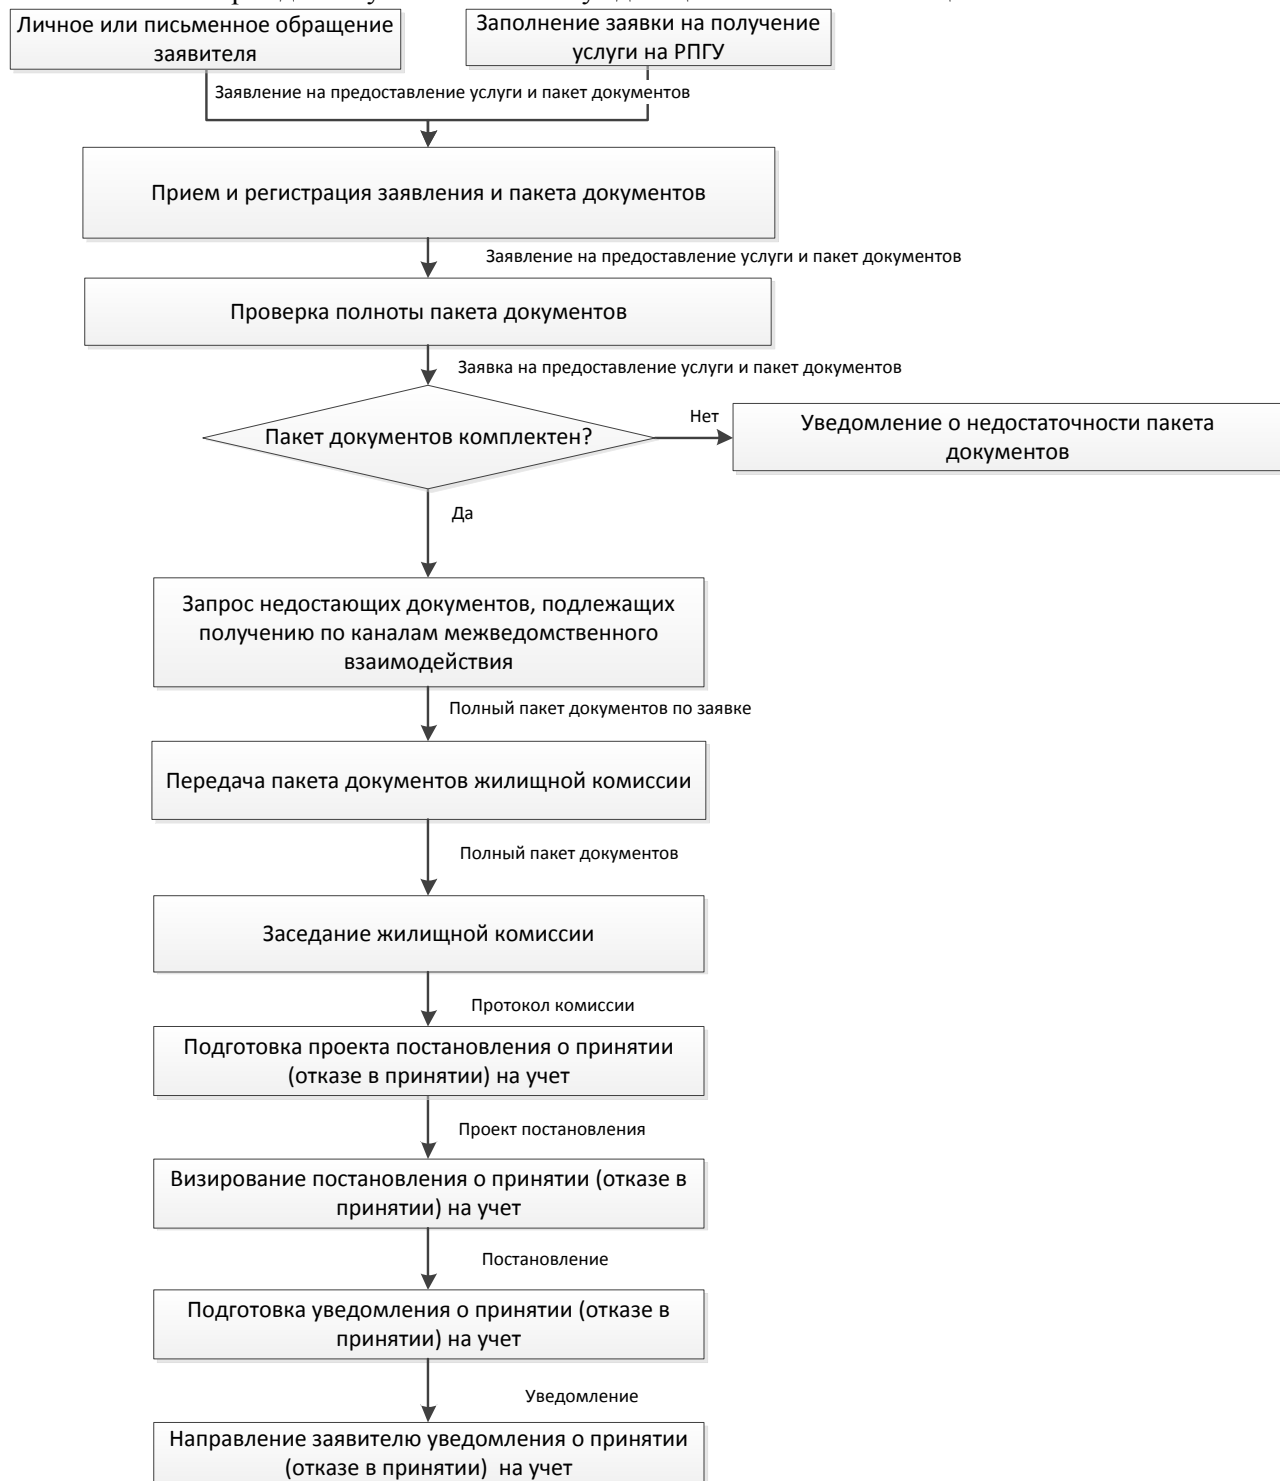 Личное или письменное обращение
заявителя
Заполнение заявки на получение
услуги на РПГУ
Заявление на предоставление услуги и пакет документов
Прием и регистрация заявления и пакета документов
Заявление на предоставление услуги и пакет документов
Проверка полноты пакета документов
Заявка на предоставление услуги и пакет документов
Пакет документов комплектен?
Нет
Уведомление о недостаточности пакета
документов
Да
Запрос недостающих документов, подлежащих
получению по каналам межведомственного
взаимодействия
Полный пакет документов по заявке
Передача пакета документов жилищной комиссии
Полный пакет документов
Заседание жилищной комиссии
Протокол комиссии
Подготовка проекта постановления о принятии
(отказе в принятии) на учет
Проект постановления
Визирование постановления о принятии (отказе в
принятии) на учет
Постановление
Подготовка уведомления о принятии (отказе в
принятии) на учет
Уведомление
Направление заявителю уведомления о принятии
(отказе в принятии) на учет